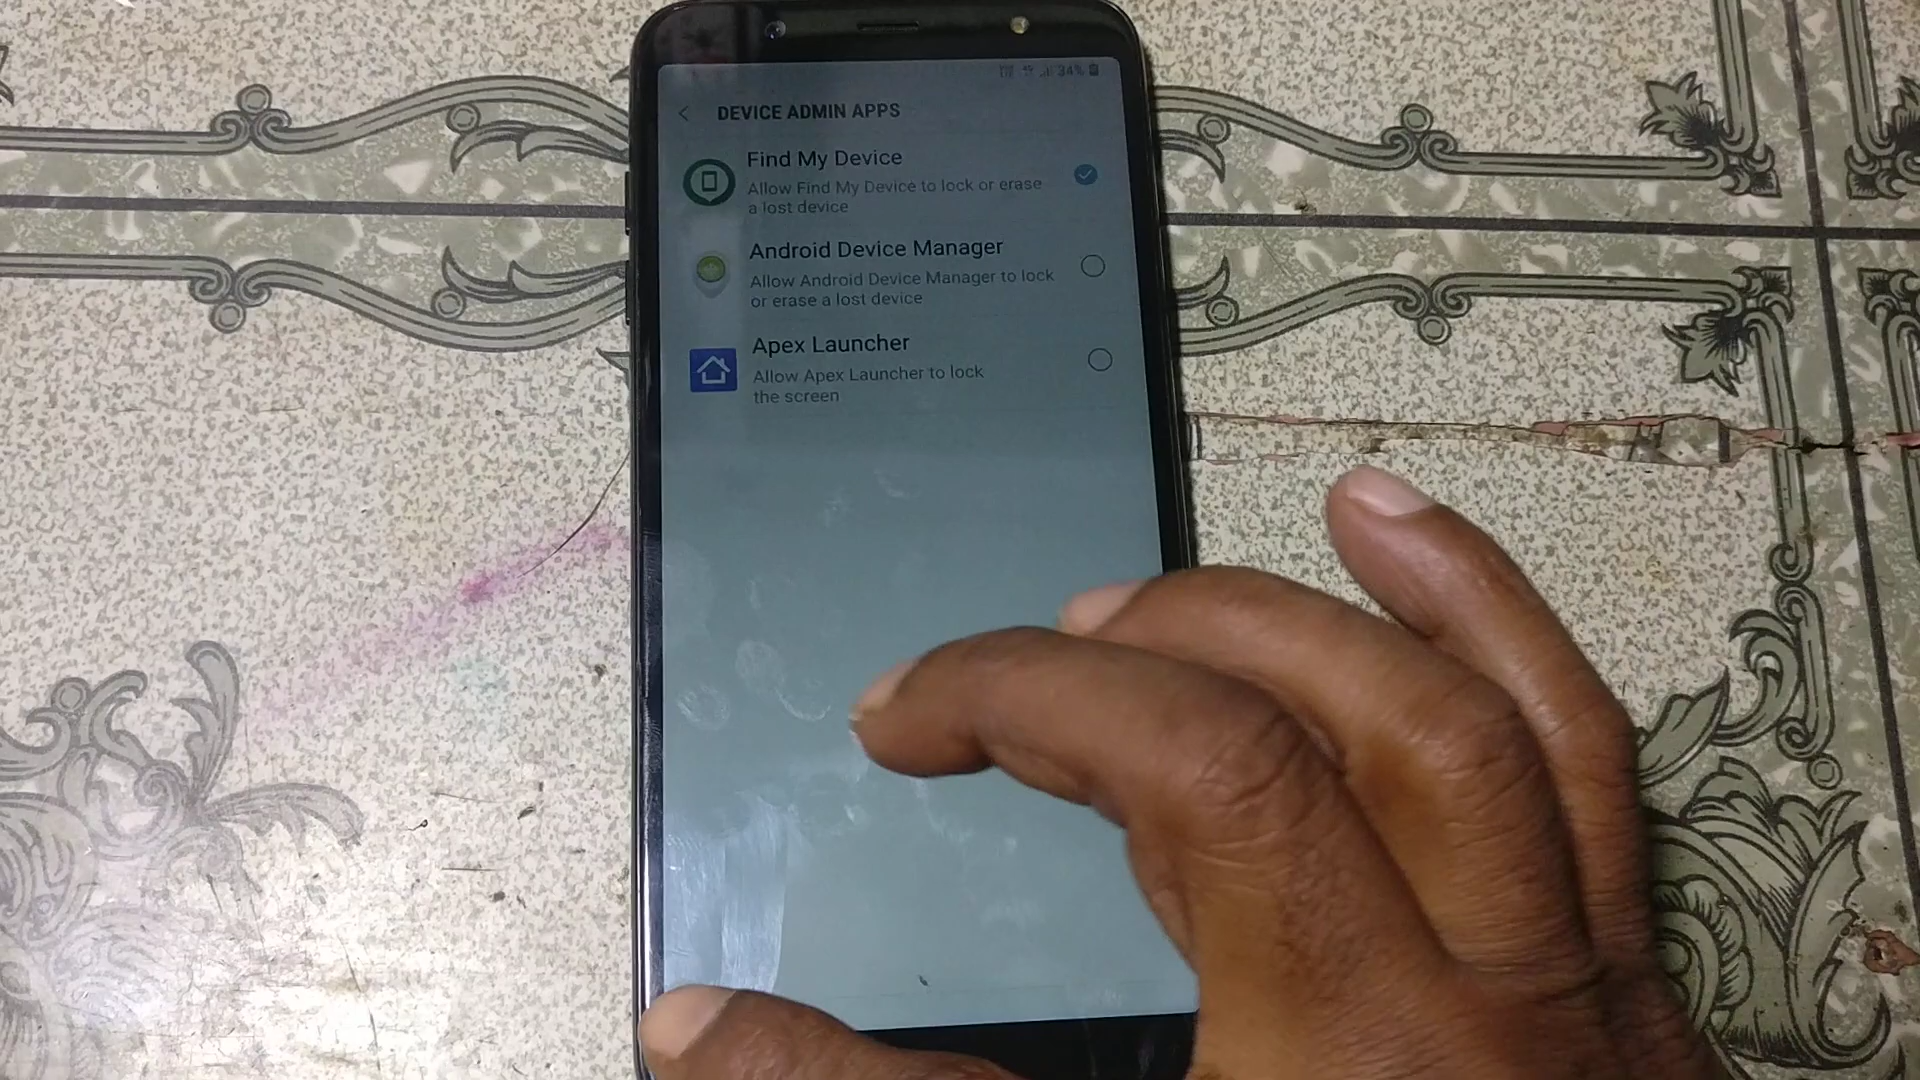 34%
DEVICE ADMIN APPS
Find My Device
Allow Find My Device to lock or erase
a lost device
Android Device Manager
Allow Android Device Manager to lock
or erase a lost device
Apex Launcher
Allow Apex Launcher to lock
the screen